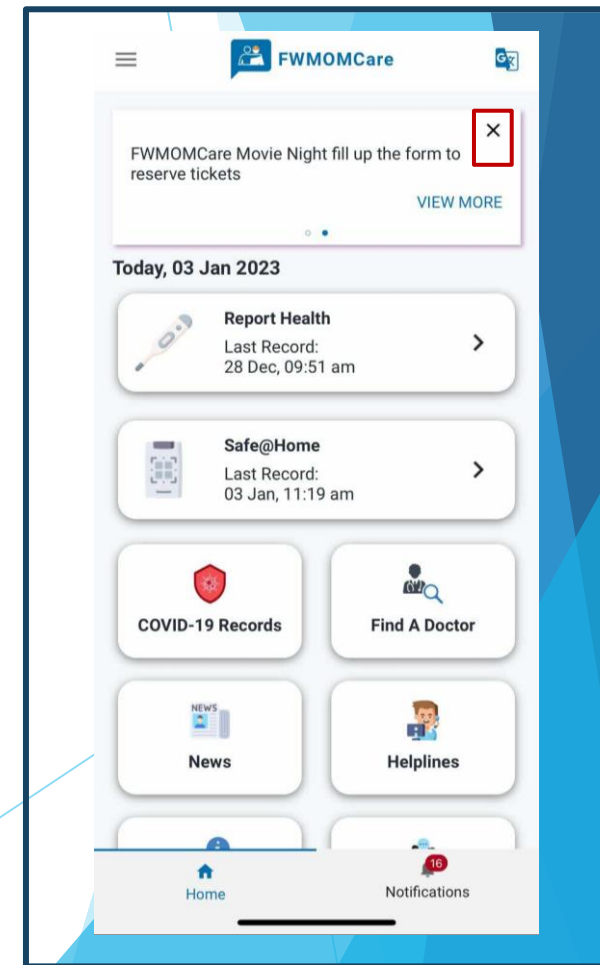 FWMOMCare
FWMOMCare Movie Night fill up the form to
reserve tickets
VIEW MORE
Today, 03 Jan 2023
Report Health
Last Record:
28 Dec, 09:51 am
Safe@Home
Last Record:
03 Jan, 11:19 am
COVID-19 Records
Find A Doctor
NEWS
News
Helplines
16
Home
Notifications